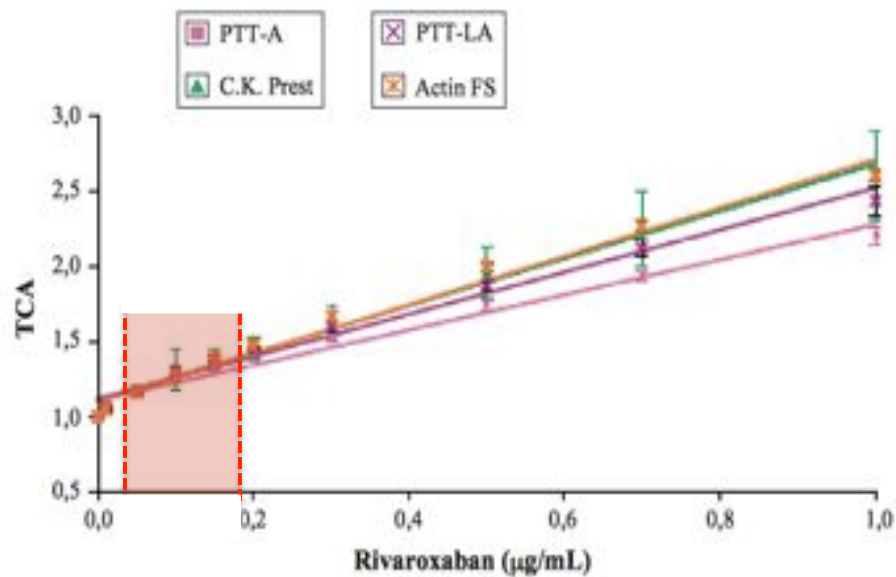 PTT-A
PTT-LA
C.K. Prest
Actin FS
3,0
2,5
2,0
1,5
1,0
0,5
TCA
0,0
0,2
0,4
0,6
0,8
1,0
Rivaroxaban (μg/mL)